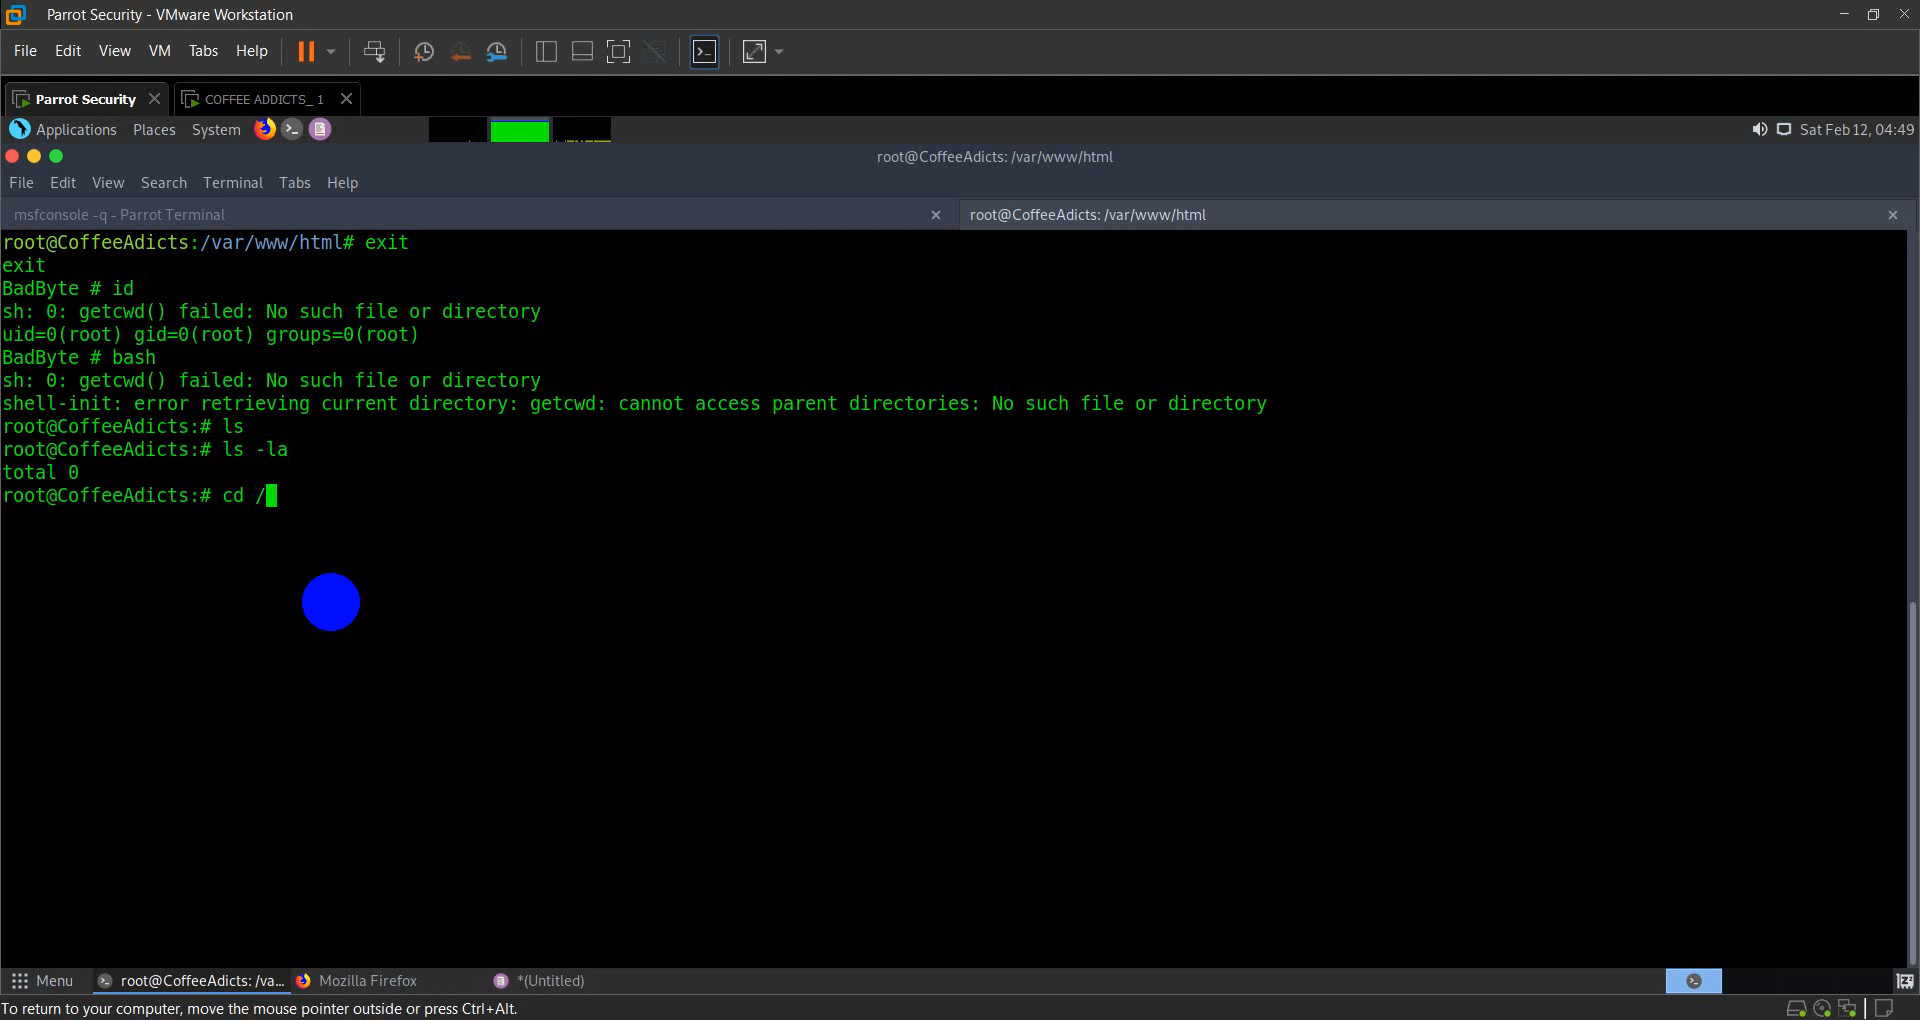 Parrot Security - VMware Workstation
File Edit View VM Tabs Help
Parrot Security COFFEE ADDICTS_ 1
Applications Places System Sat Feb 12, 04:49
root@CoffeeAdicts: /var/www/html
File Edit View Search Terminal Tabs Help
msfconsole -q - Parrot Terminal root@CoffeeAdicts: /var/www/html
root@CoffeeAdicts:/var/www/html# exit
exit
BadByte # id
sh: 0: getcwd() failed: No such file or directory
uid=0(root) gid=0(root) groups=0(root)
BadByte # bash
sh: 0: getcwd() failed: No such file or directory
shell-init: error retrieving current directory: getcwd: cannot access parent directories: No such file or directory
root@CoffeeAdicts:# ls
root@CoffeeAdicts:# ls -la
total 0
root@CoffeeAdicts:# cd /
Menu root@CoffeeAdicts: /va... Mozilla Firefox *(Untitled)
To return to your computer, move the mouse pointer outside or press Ctrl+Alt.